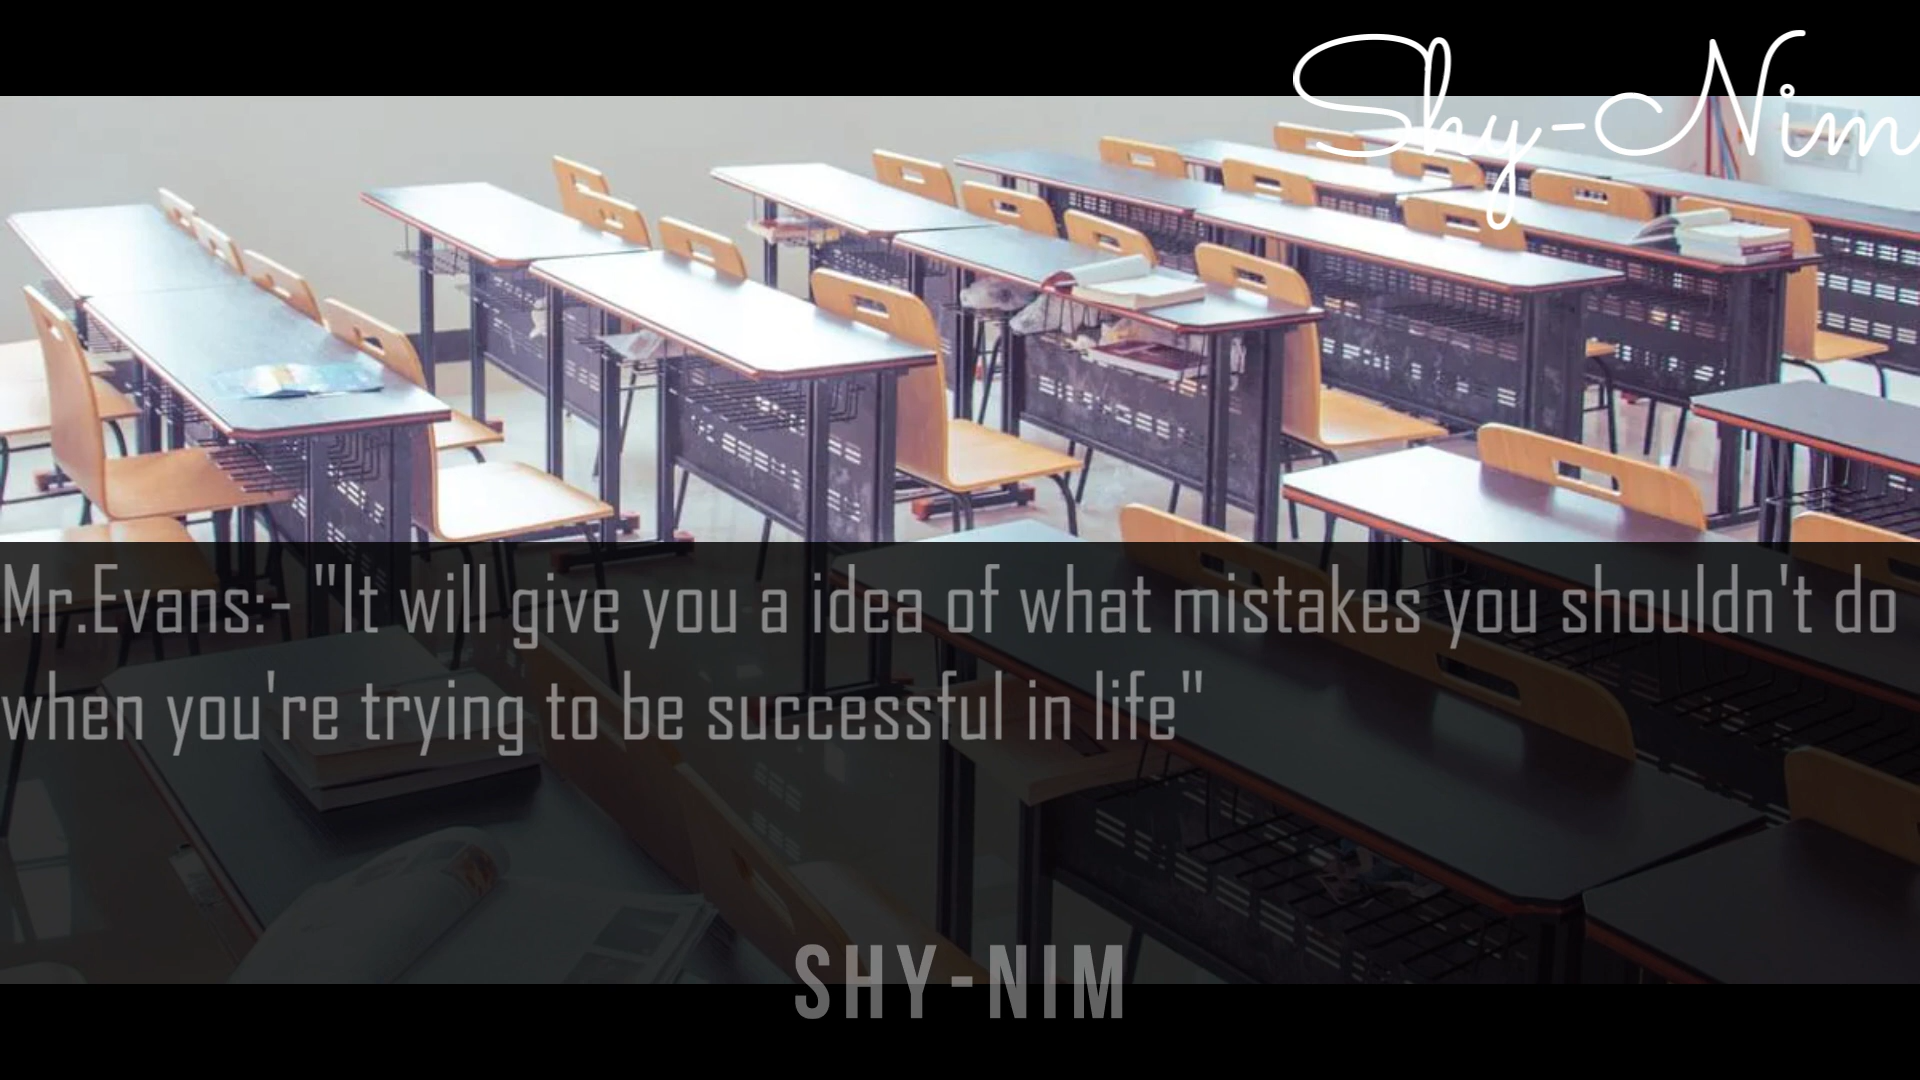 Shy-Nim
Mr.Evans:- "It will give you a idea of what mistakes you shouldn't do
when you're trying to be successful in life"
SHY-NIM